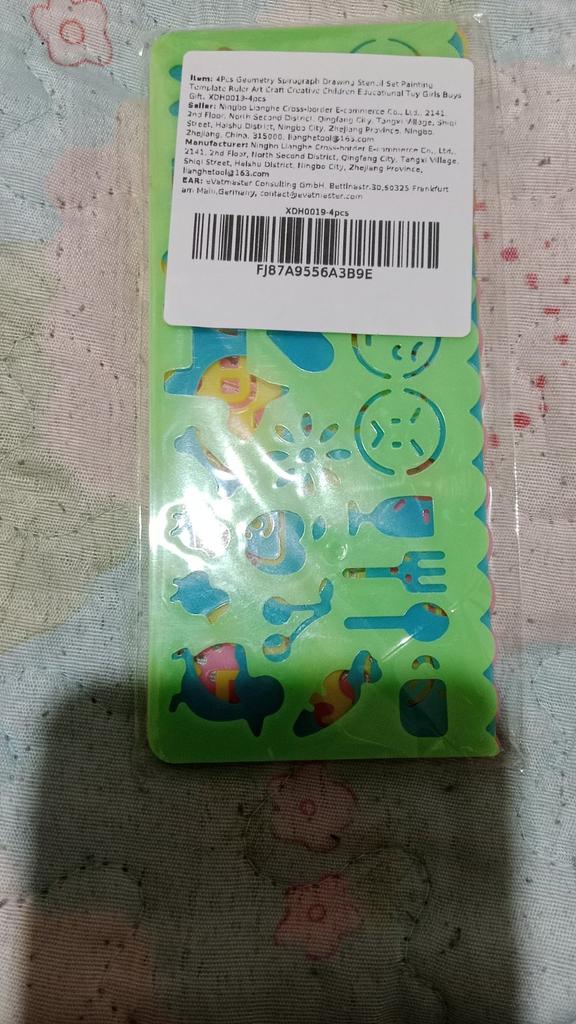 Item: 4Pcs Geometry Spirograph Drawing Stencil Set Painting
Template Ruler Art Craft Creative Children Educational Toy Girls Boys
Gift, XDH0019-4pcs
Seller: Ningbo Lianghe Cross-border E-commerce Co., Ltd., 2141,
2nd Floor, North Second District, Qingfang City, Tangxi Village, Shiqi
Street, Haishu District, Ningbo City, Zhejiang Province, Ningbo,
Zhejiang, China, 315000, lianghetool@163.com
Manufacturer: Ningbo Lianghe Cross-border E-commerce Co., Ltd.,
2141, 2nd Floor, North Second District, Qingfang City, Tangxi Village,
Shiqi Street, Haishu District, Ningbo City, Zhejiang Province,
lianghetool@163.com
EAR: eVatmaster Consulting GmbH, Bettinastr.30,60325 Frankfurt
am Main,Germany, contact@evatmaster.com
XDH0019-4pcs
FJ87A9556A3B9E